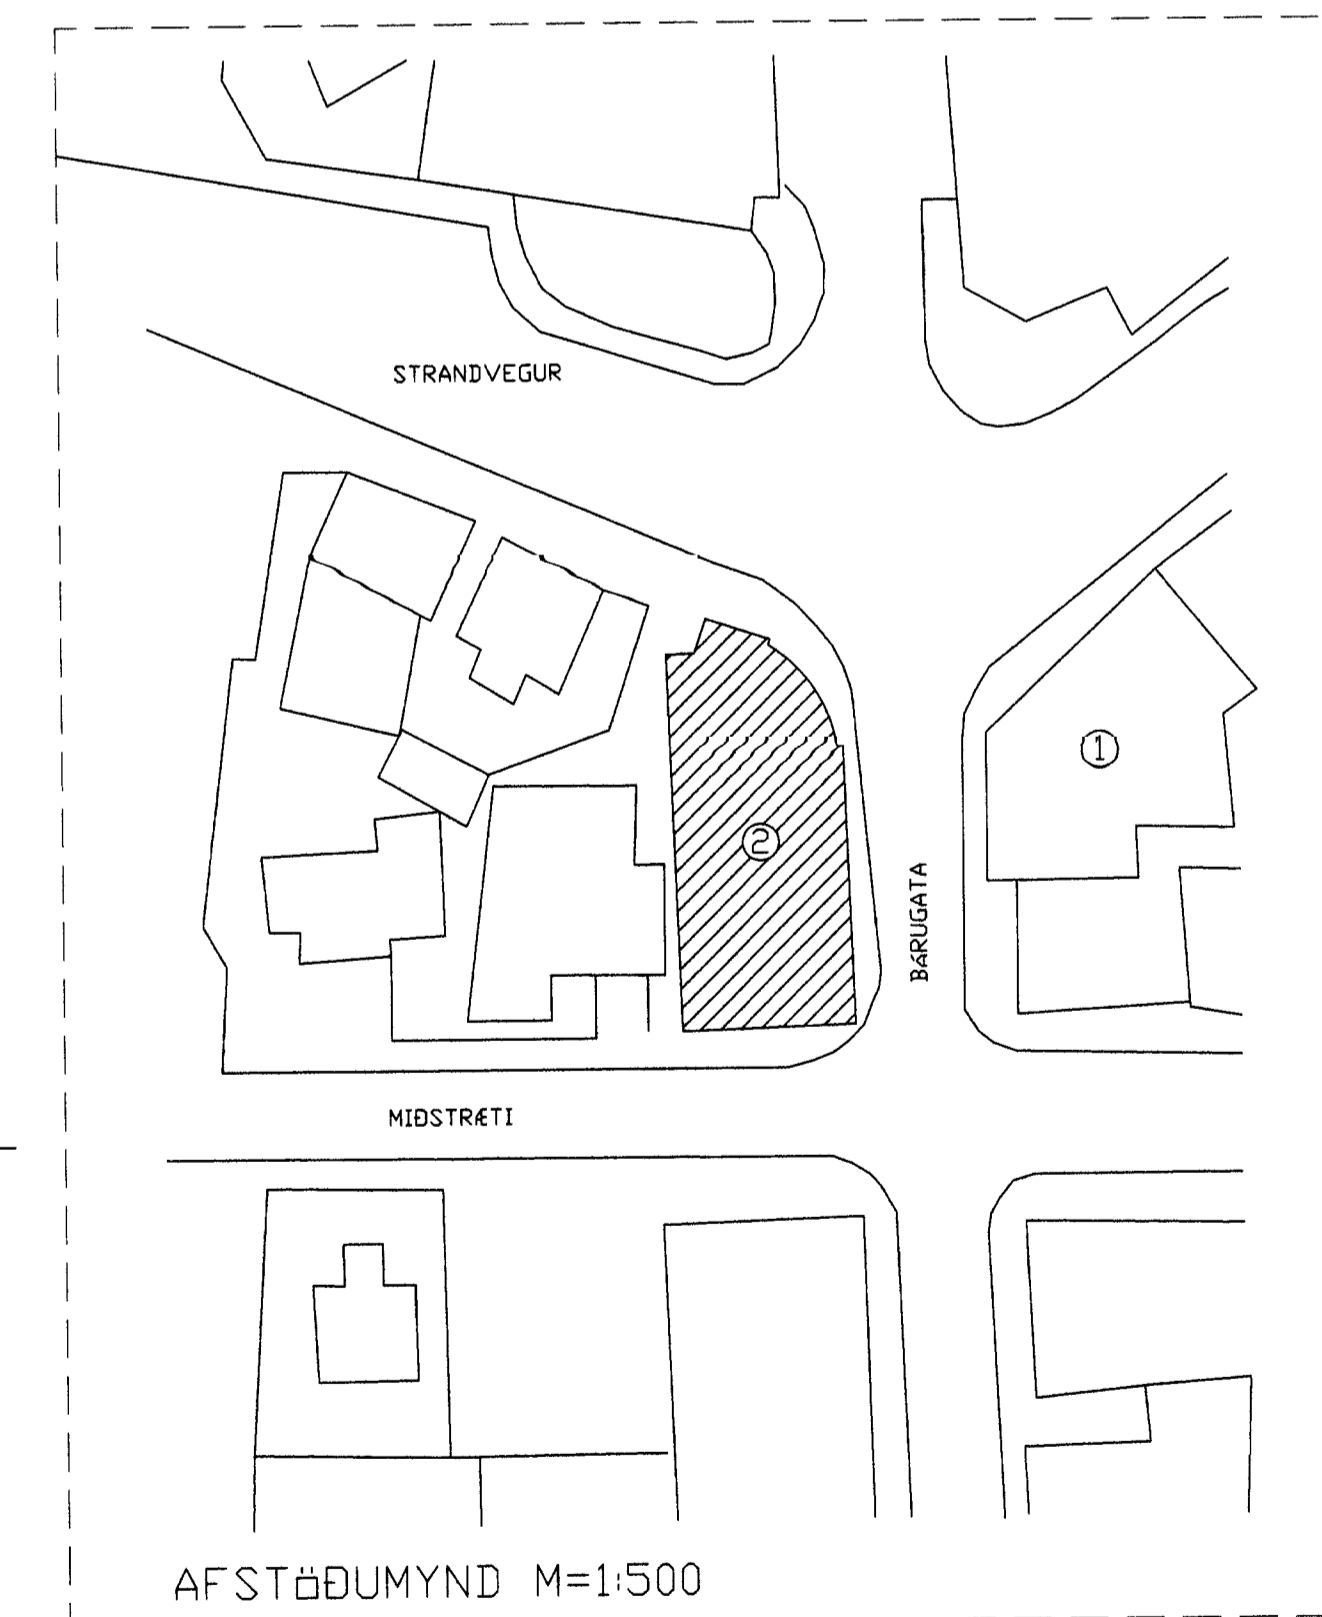 STRANDVEGUR
1
2
BÁRUGATA
MIÐSTRÆTI
AFSTÖÐUMYND M=1:500